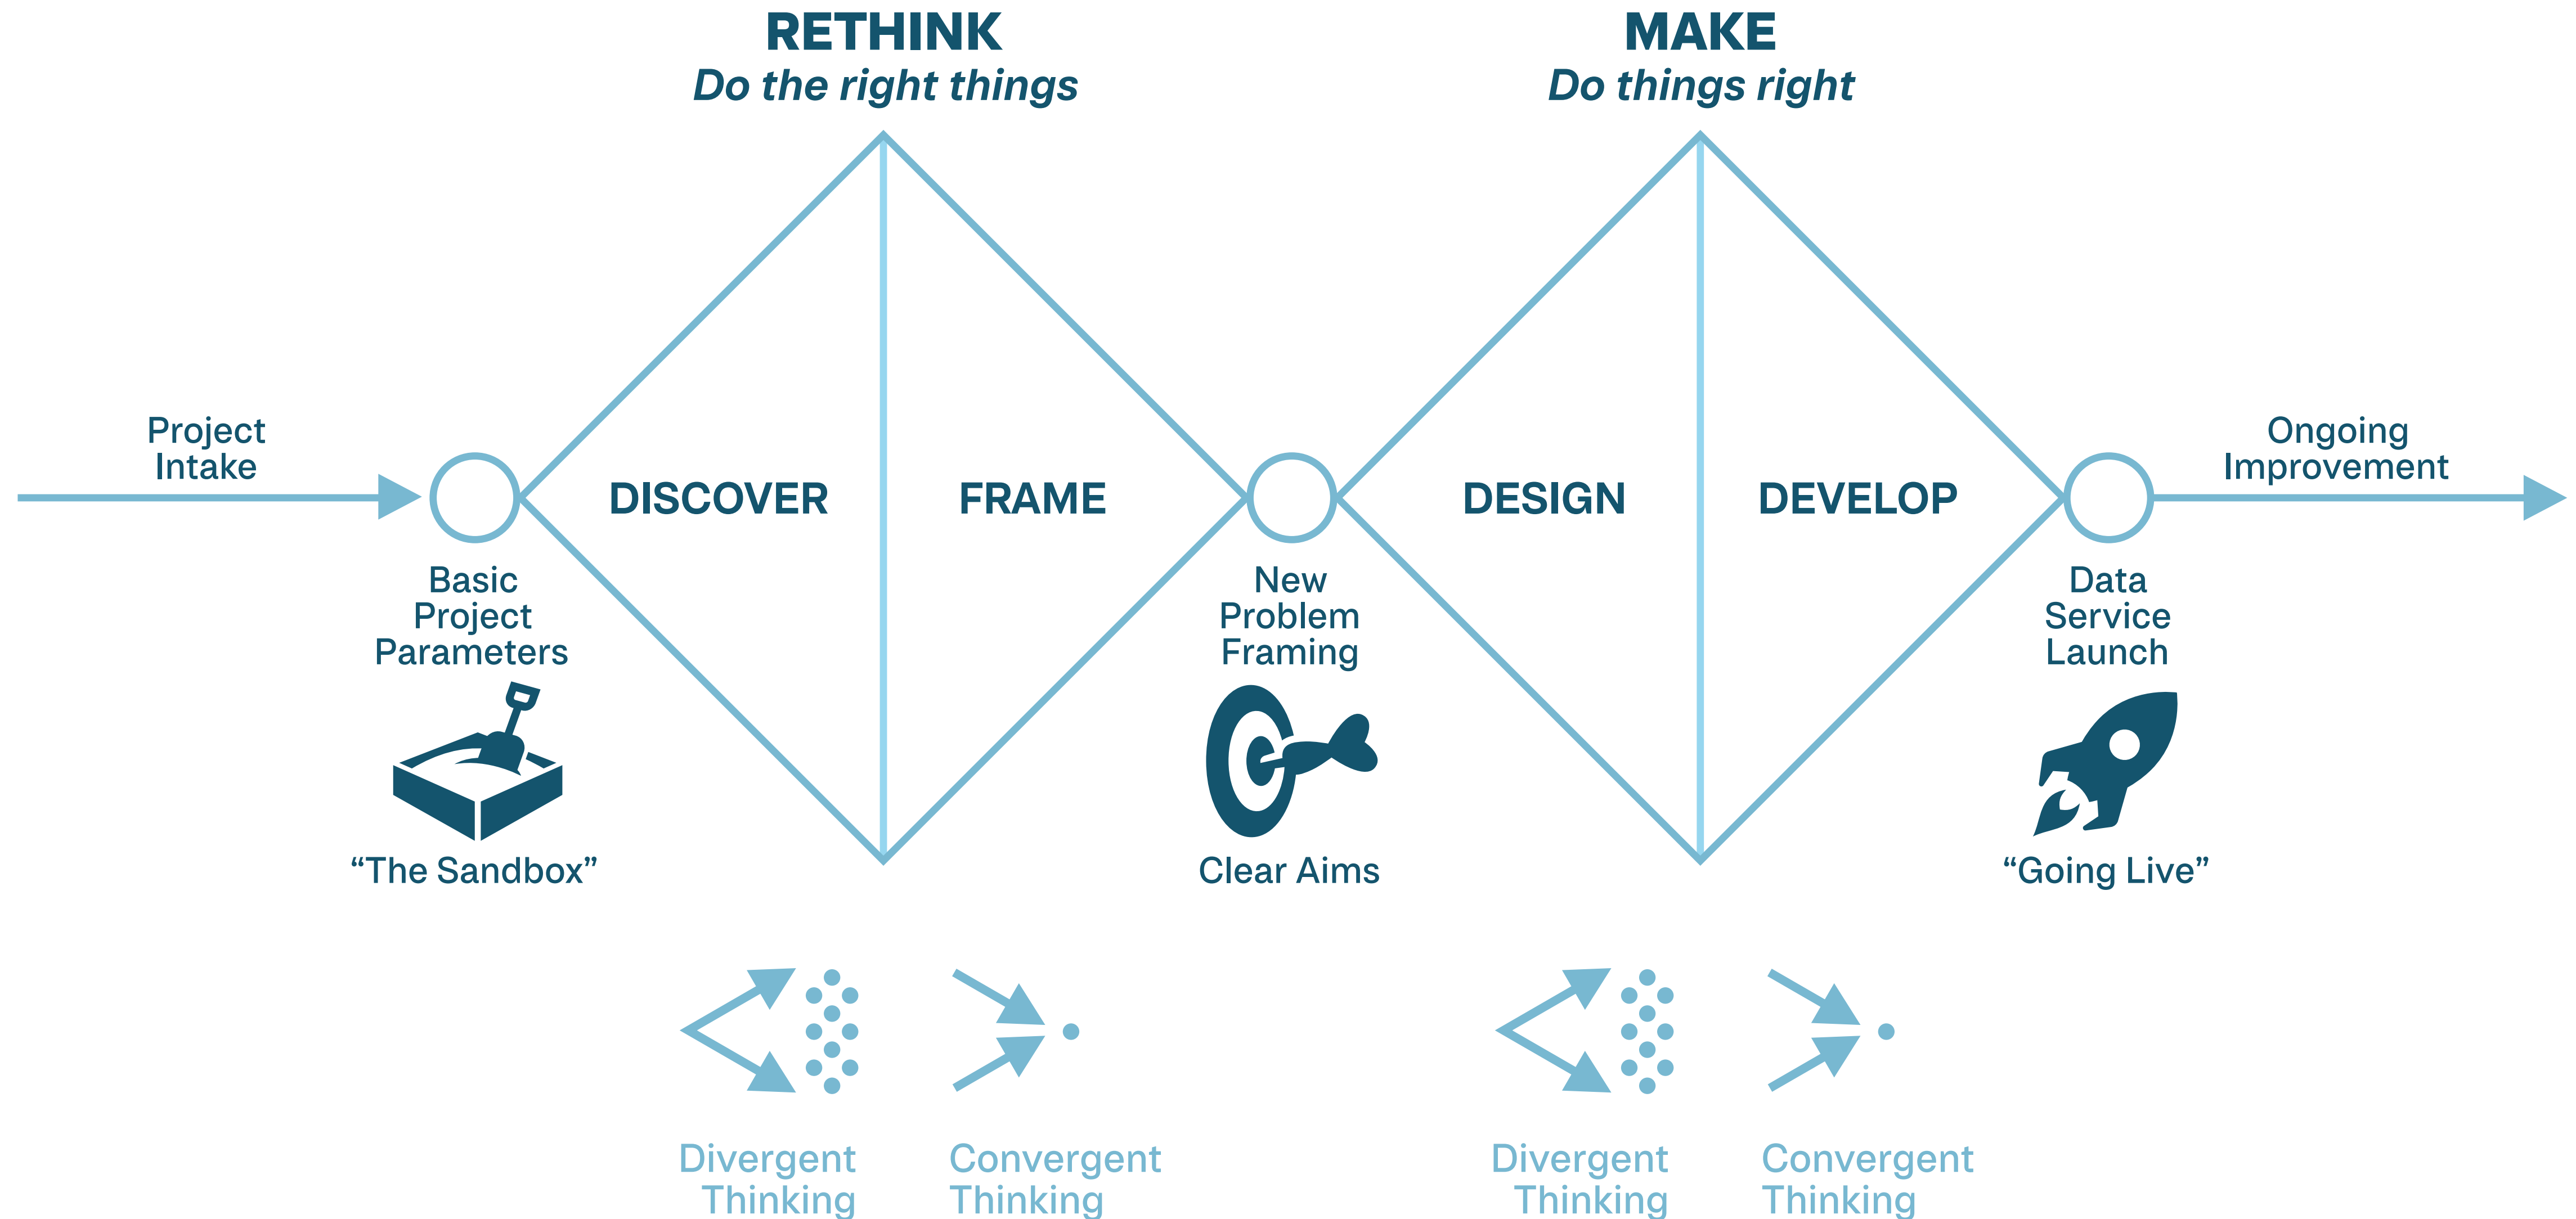 RETHINK
Do the right things
MAKE
Do things right
Project
Intake
DISCOVER
FRAME
DESIGN
DEVELOP
Ongoing
Improvement
Basic
Project
Parameters
“The Sandbox”
New
Problem
Framing
Clear Aims
Data
Service
Launch
“Going Live”
Divergent
Thinking
Convergent
Thinking
Divergent
Thinking
Convergent
Thinking